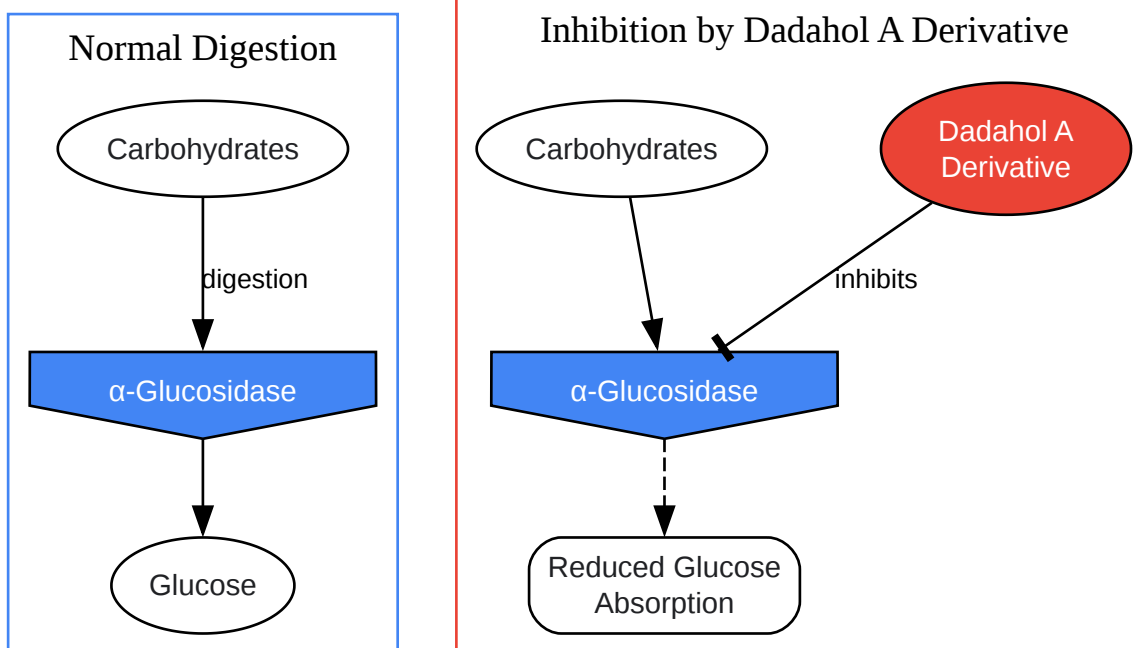 Normal Digestion
Carbohydrates
digestion
α-Glucosidase
Glucose
Inhibition by Dadahol A Derivative
Carbohydrates
Dadahol A
Derivative
inhibits
α-Glucosidase
Reduced Glucose
Absorption